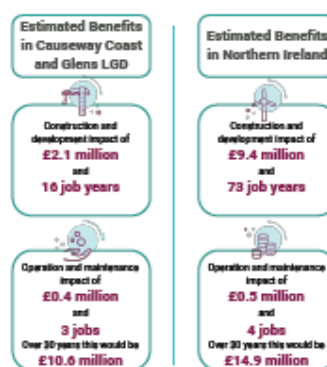 Estimated Benefits
in Causeway Coast
and Glens LGD
Construction and
development impact of
£2.1 million
and
16 job years
Operation and maintenance
impact of
£0.4 million
and
3 jobs
Over 30 years this would be
£10.6 million
Estimated Benefits
in Northern Ireland
Construction and
development impact of
£9.4 million
and
73 job years
Operation and maintenance
impact of
£0.5 million
and
4 jobs
Over 30 years this would be
£14.9 million